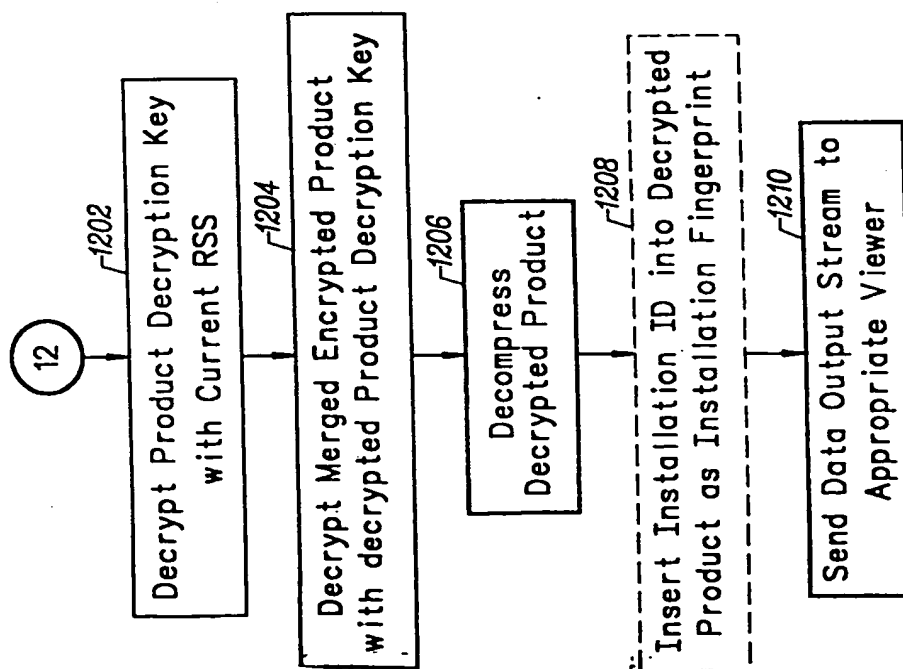 12
1202
Decrypt Product Decryption Key
with Current RSS
1204
Decrypt Merged Encrypted Product
with decrypted Product Decryption Key
1206
Decompress
Decrypted Product
1208
Insert Installation ID into Decrypted
Product as Installation Fingerprint
1210
Send Data Output Stream to
Appropriate Viewer